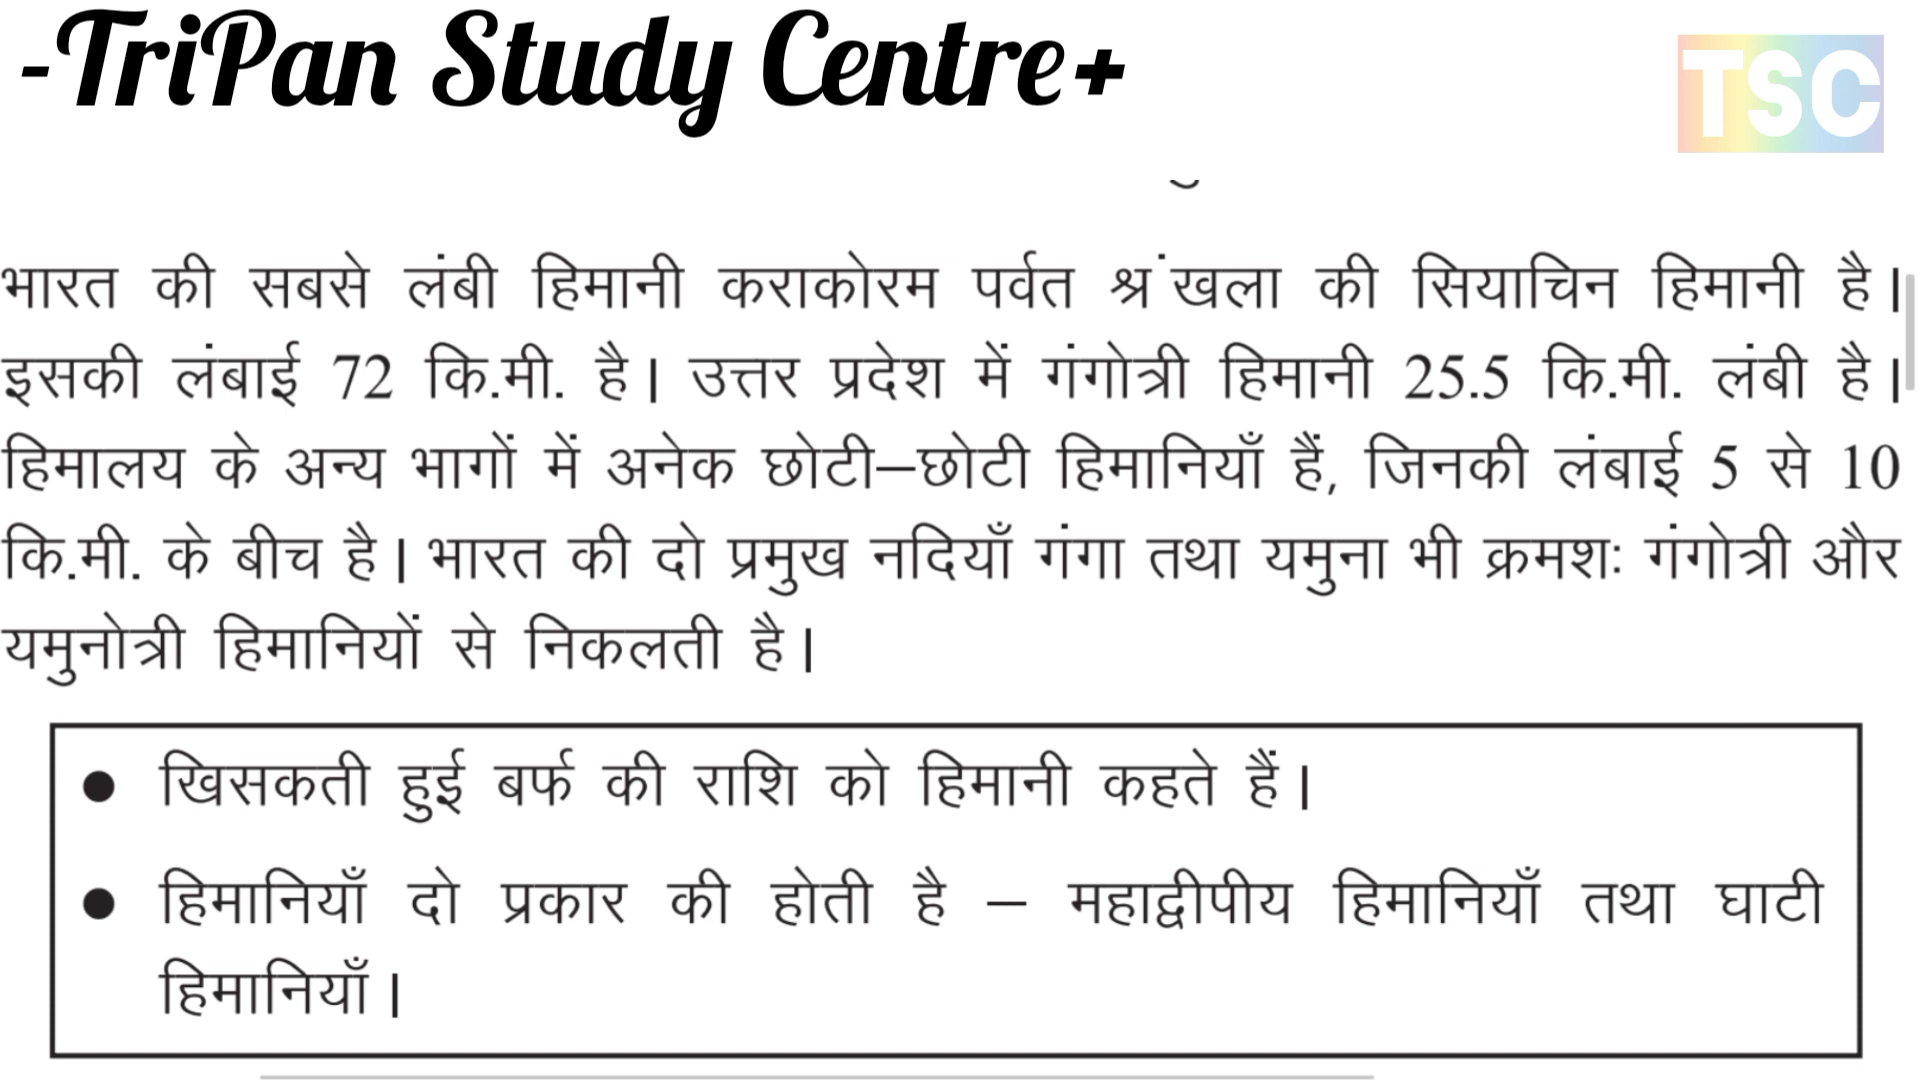 -TriPan Study Centre+
TSC
भारत की सबसे लंबी हिमानी कराकोरम पर्वत श्रंखला की सियाचिन हिमानी है।
इसकी लंबाई 72 कि.मी. है। उत्तर प्रदेश में गंगोत्री हिमानी 25.5 कि.मी. लंबी है।
हिमालय के अन्य भागों में अनेक छोटी–छोटी हिमानियाँ हैं, जिनकी लंबाई 5 से 10
कि.मी. के बीच है। भारत की दो प्रमुख नदियाँ गंगा तथा यमुना भी क्रमशः गंगोत्री और
यमुनोत्री हिमानियों से निकलती है।
● खिसकती हुई बर्फ की राशि को हिमानी कहते हैं।
● हिमानियाँ दो प्रकार की होती है – महाद्वीपीय हिमानियाँ तथा घाटी
हिमानियाँ।